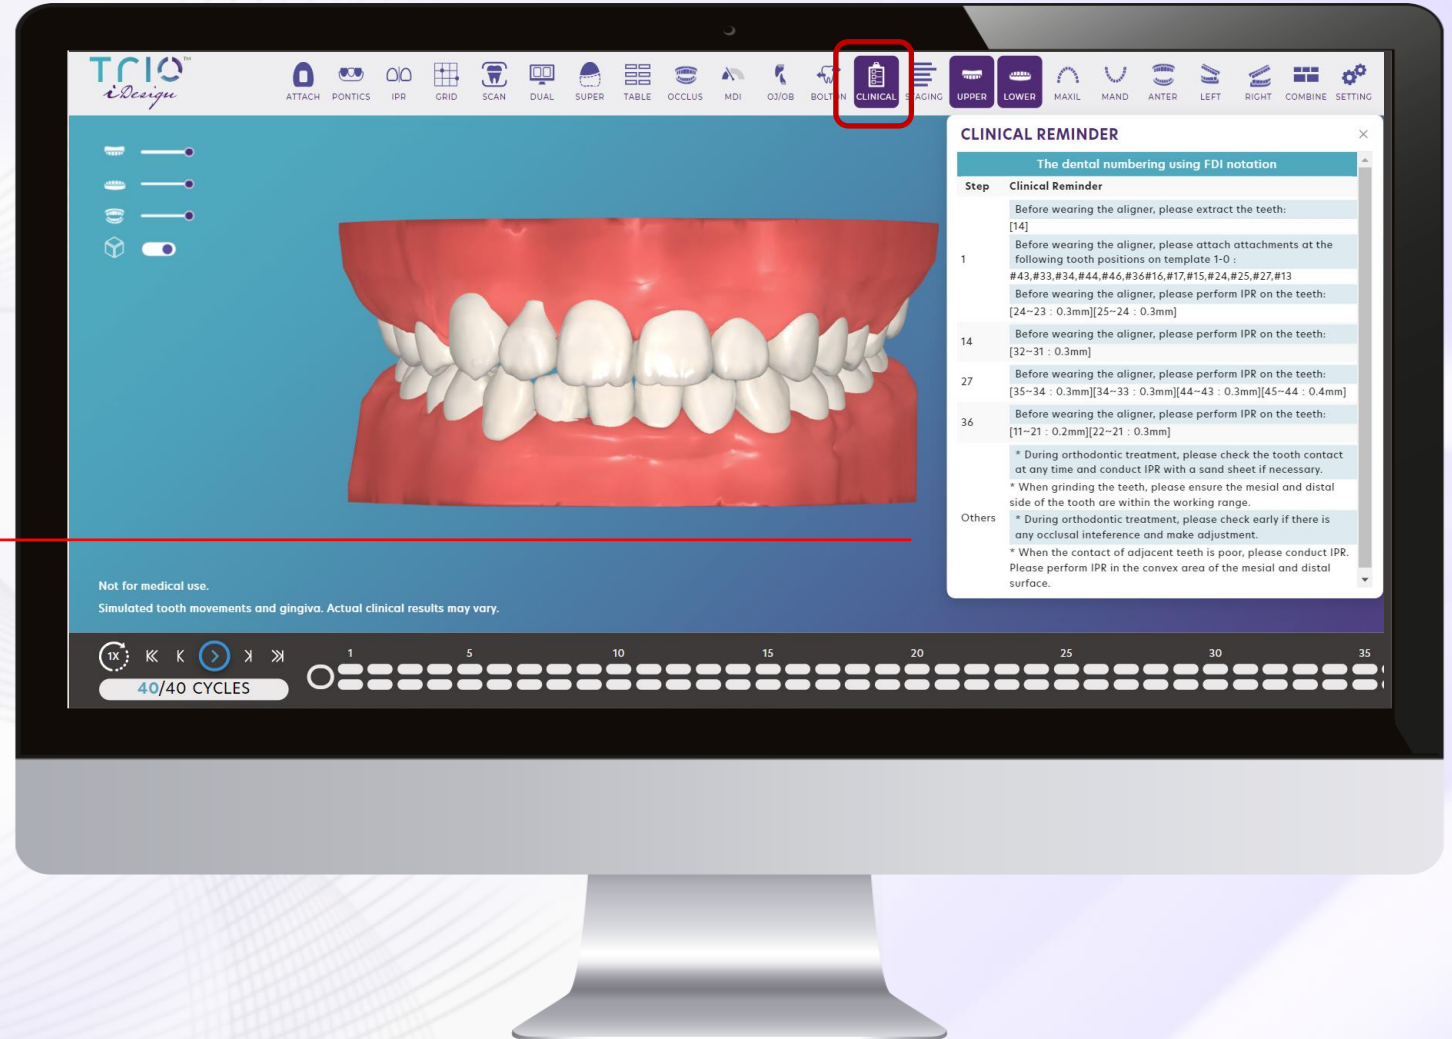 TRIO™
iDesign
ATTACH PONTICS IPR GRID SCAN DUAL SUPER TABLE OCCLUS MDI OJ/OB BOLTON CLINICAL STAGING UPPER LOWER MAXIL MAND ANTER LEFT RIGHT COMBINE SETTING
CLINICAL REMINDER ×
The dental numbering using FDI notation
Step Clinical Reminder
Before wearing the aligner, please extract the teeth:
[14]
1
Before wearing the aligner, please attach attachments at the
following tooth positions on template 1-0 :
#43,#33,#34,#44,#46,#36#16,#17,#15,#24,#25,#27,#13
Before wearing the aligner, please perform IPR on the teeth:
[24~23 : 0.3mm][25~24 : 0.3mm]
14
Before wearing the aligner, please perform IPR on the teeth:
[32~31 : 0.3mm]
27
Before wearing the aligner, please perform IPR on the teeth:
[35~34 : 0.3mm][34~33 : 0.3mm][44~43 : 0.3mm][45~44 : 0.4mm]
36
Before wearing the aligner, please perform IPR on the teeth:
[11~21 : 0.2mm][22~21 : 0.3mm]
Others
* During orthodontic treatment, please check the tooth contact
at any time and conduct IPR with a sand sheet if necessary.
* When grinding the teeth, please ensure the mesial and distal
side of the tooth are within the working range.
* During orthodontic treatment, please check early if there is
any occlusal inteference and make adjustment.
* When the contact of adjacent teeth is poor, please conduct IPR.
Please perform IPR in the convex area of the mesial and distal
surface.
Not for medical use.
Simulated tooth movements and gingiva. Actual clinical results may vary.
1X
1 5 10 15 20 25 30 35
40/40 CYCLES